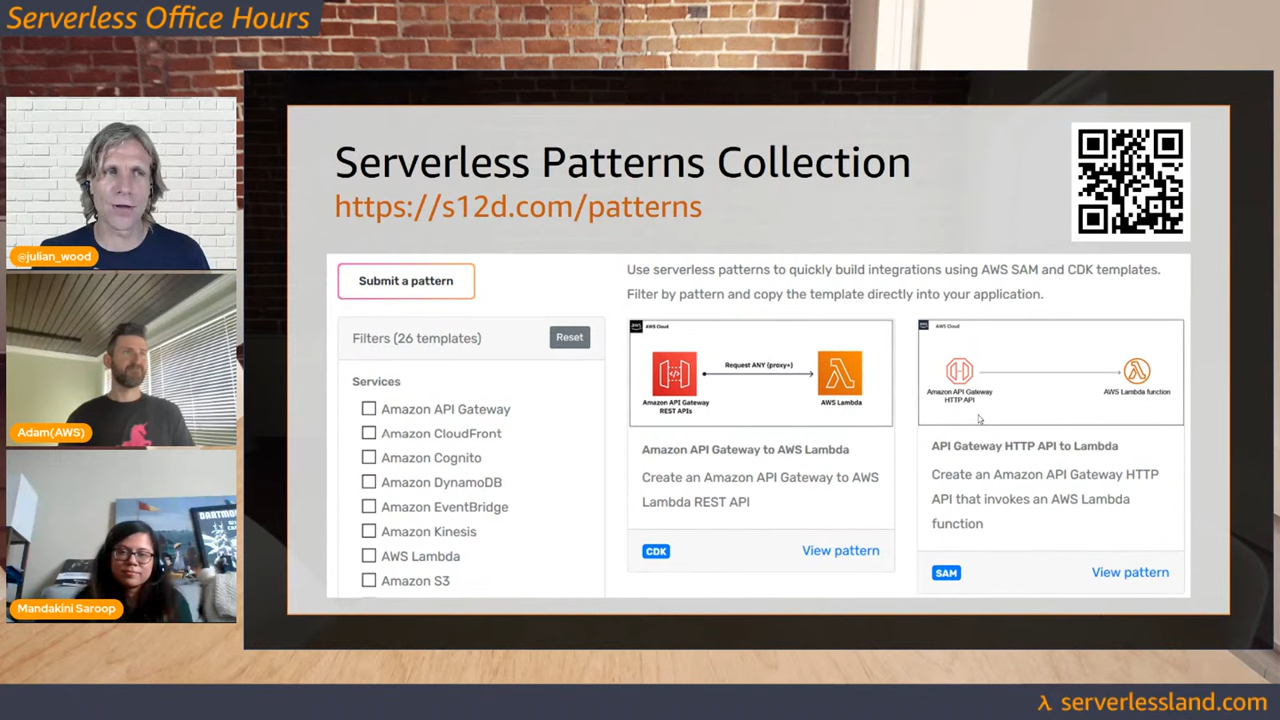 Serverless Office Hours
@julian_wood
Adam(AWS)
Mandakini Saroop
Serverless Patterns Collection
https://s12d.com/patterns
Submit a pattern
Filters (26 templates)
Reset
Services
Amazon API Gateway
Amazon CloudFront
Amazon Cognito
Amazon DynamoDB
Amazon EventBridge
Amazon Kinesis
AWS Lambda
Amazon S3
Use serverless patterns to quickly build integrations using AWS SAM and CDK templates.
Filter by pattern and copy the template directly into your application.
aws
AWS Cloud
Request ANY (proxy+)
Amazon API Gateway
REST APIs
AWS Lambda
Amazon API Gateway to AWS Lambda
Create an Amazon API Gateway to AWS
Lambda REST API
CDK
View pattern
aws
AWS Cloud
Amazon API Gateway
HTTP API
AWS Lambda function
API Gateway HTTP API to Lambda
Create an Amazon API Gateway HTTP
API that invokes an AWS Lambda
function
SAM
View pattern
λ serverlessland.com